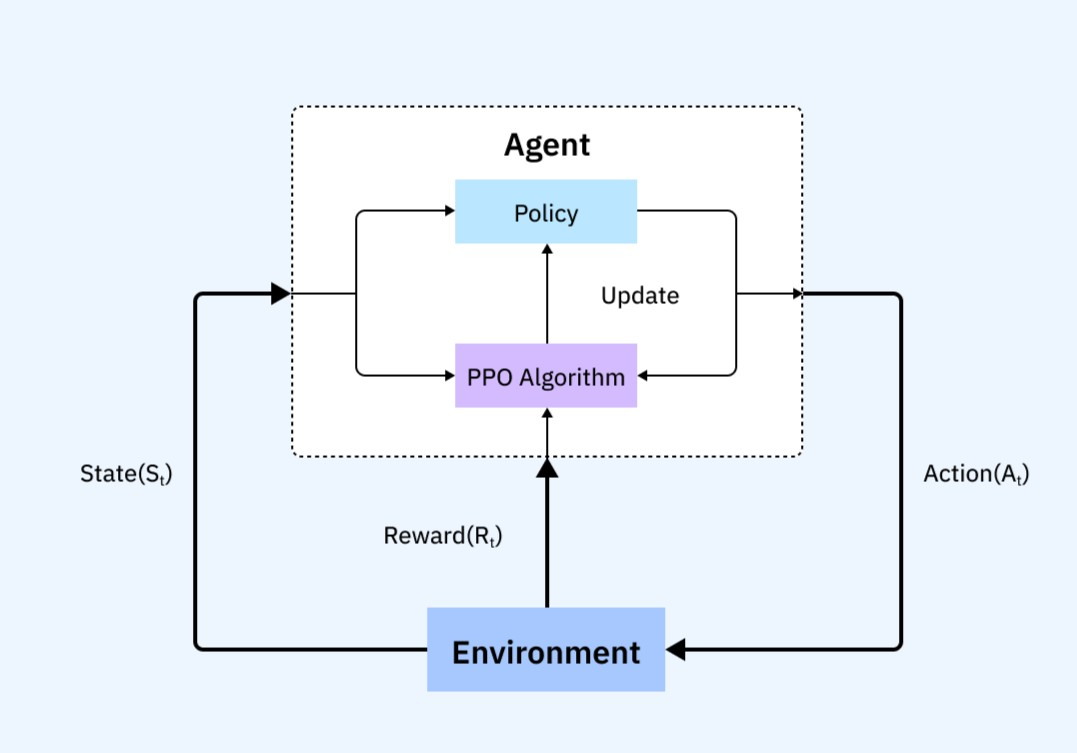 Agent
Policy
Update
PPO Algorithm
State(Sₜ)
Action(Aₜ)
Reward(Rₜ)
Environment